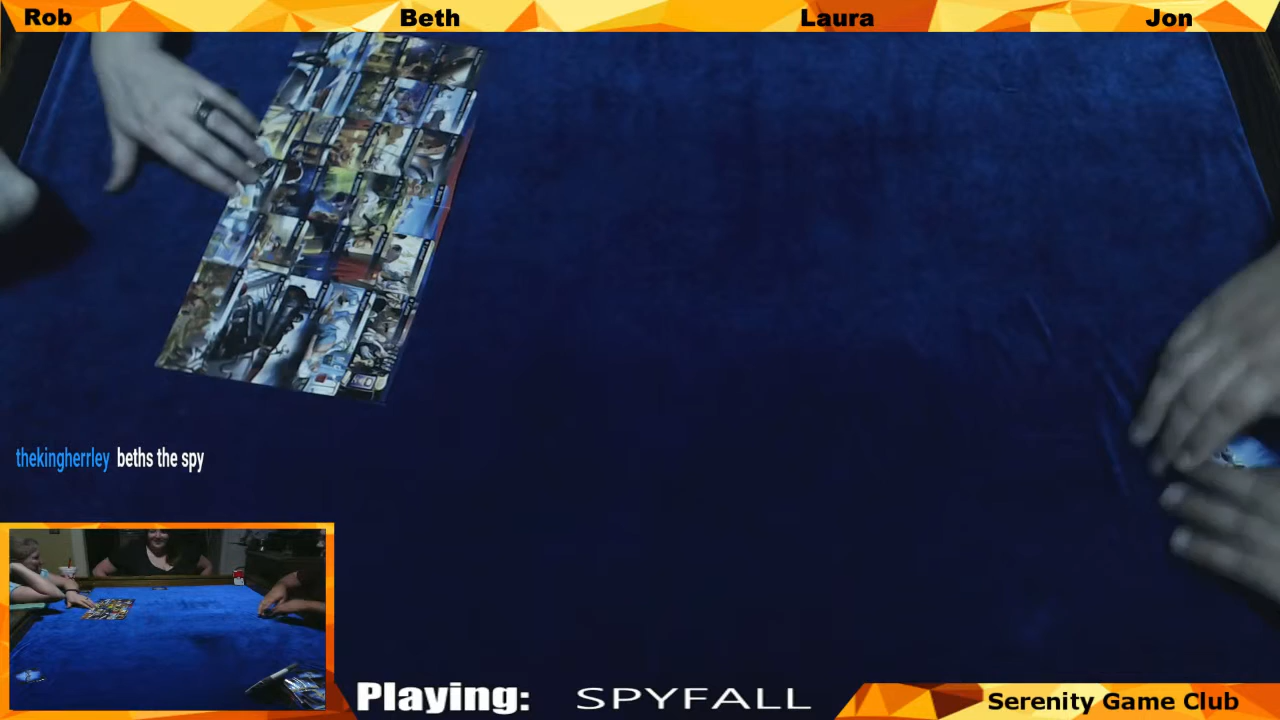 Rob Beth Laura Jon
thekingherrley beths the spy
Playing: SPYFALL
Serenity Game Club